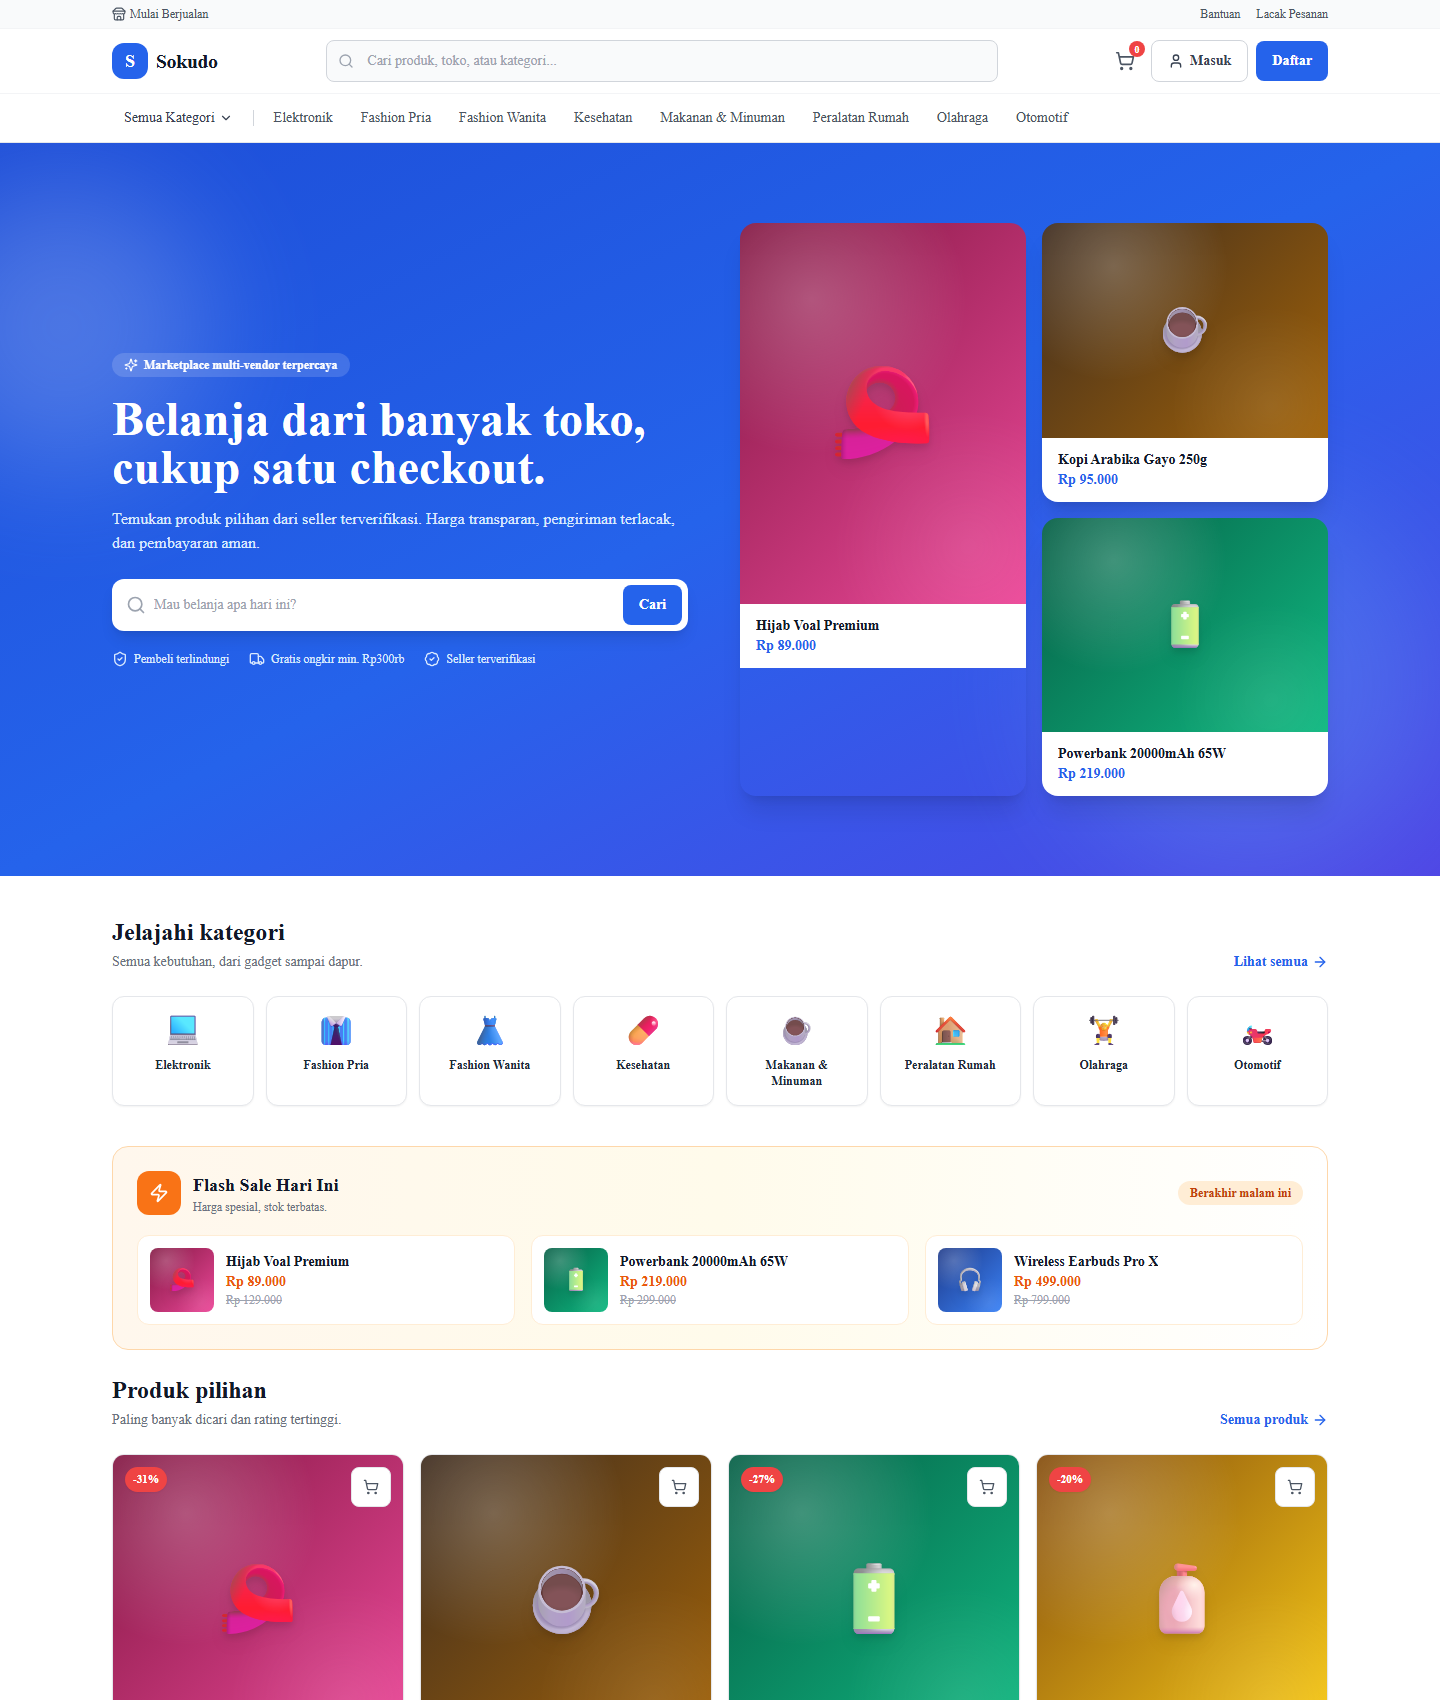 Mulai Berjualan
Bantuan
Lacak Pesanan
S
Sokudo
Cari produk, toko, atau kategori...
0
Masuk
Daftar
Semua Kategori
Elektronik
Fashion Pria
Fashion Wanita
Kesehatan
Makanan & Minuman
Peralatan Rumah
Olahraga
Otomotif
Marketplace multi-vendor terpercaya
Belanja dari banyak toko,
cukup satu checkout.
Temukan produk pilihan dari seller terverifikasi. Harga transparan, pengiriman terlacak,
dan pembayaran aman.
Mau belanja apa hari ini?
Cari
Pembeli terlindungi
Gratis ongkir min. Rp300rb
Seller terverifikasi
Hijab Voal Premium
Rp 89.000
Kopi Arabika Gayo 250g
Rp 95.000
Powerbank 20000mAh 65W
Rp 219.000
Jelajahi kategori
Semua kebutuhan, dari gadget sampai dapur.
Lihat semua
Elektronik
Fashion Pria
Fashion Wanita
Kesehatan
Makanan &
Minuman
Peralatan Rumah
Olahraga
Otomotif
Flash Sale Hari Ini
Harga spesial, stok terbatas.
Berakhir malam ini
Hijab Voal Premium
Rp 89.000
Rp 129.000
Powerbank 20000mAh 65W
Rp 219.000
Rp 299.000
Wireless Earbuds Pro X
Rp 499.000
Rp 799.000
Produk pilihan
Paling banyak dicari dan rating tertinggi.
Semua produk
-31%
-27%
-20%